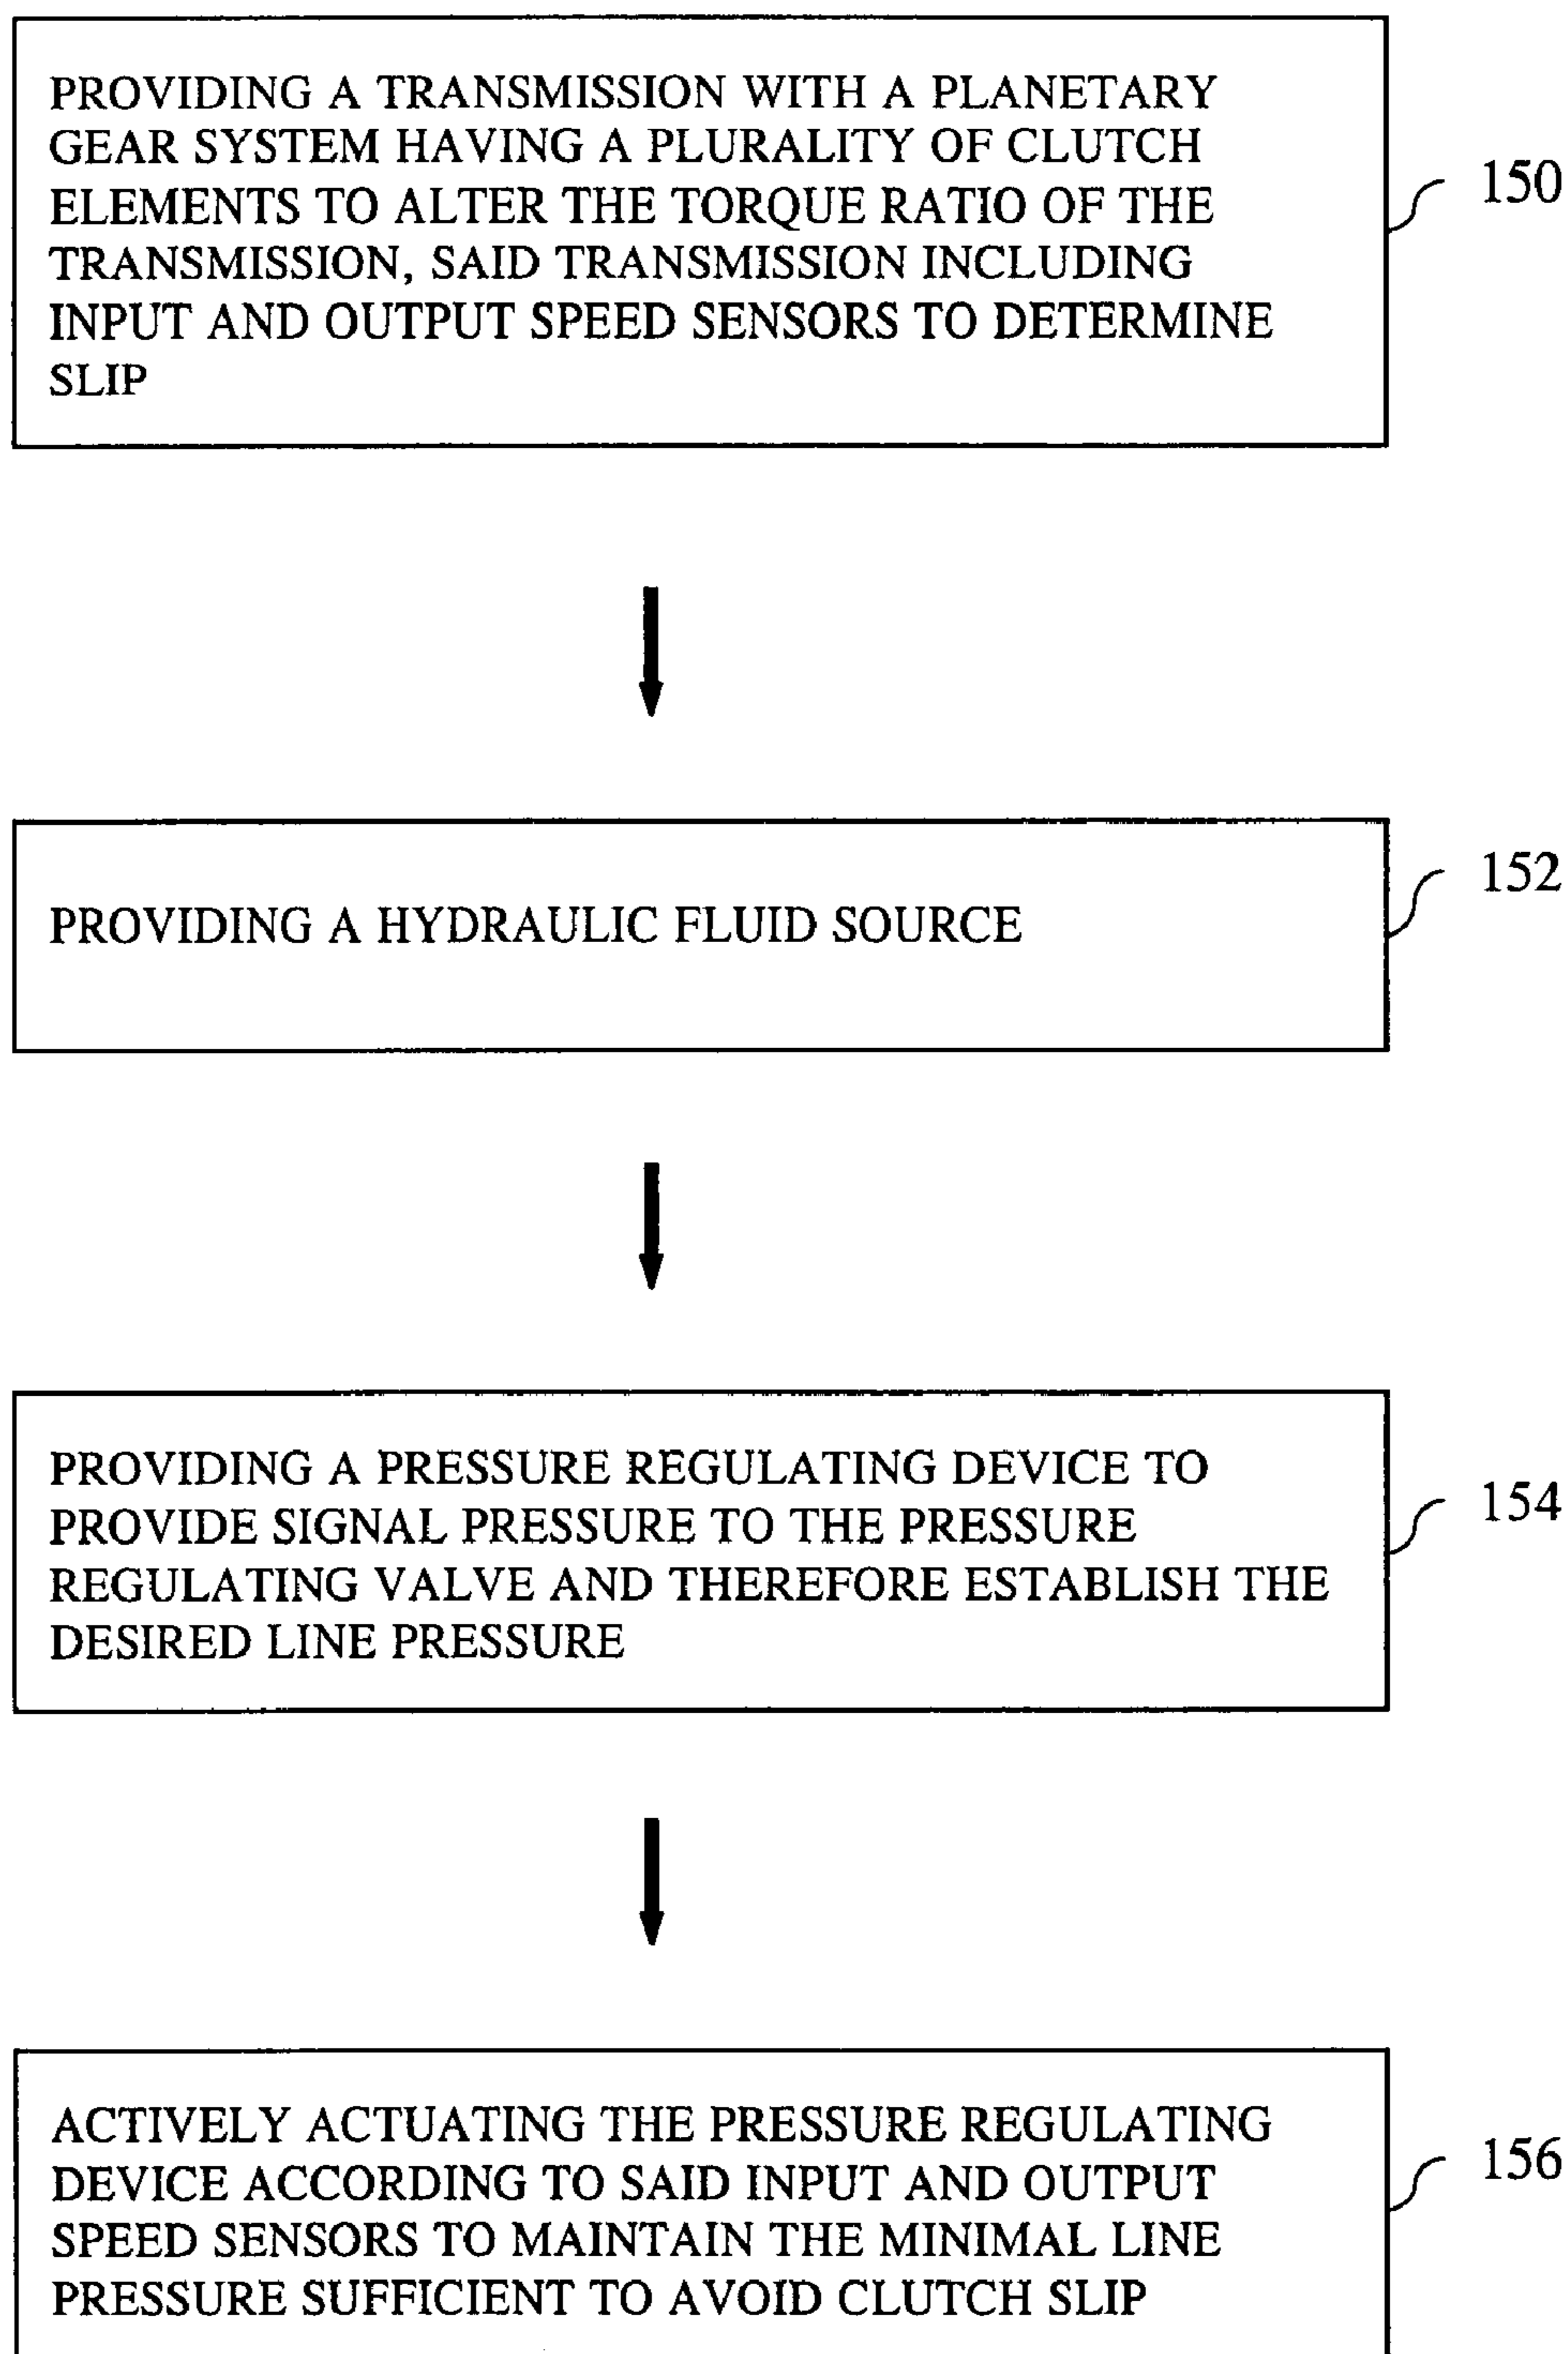 PROVIDING A TRANSMISSION WITH A PLANETARY
GEAR SYSTEM HAVING A PLURALITY OF CLUTCH
ELEMENTS TO ALTER THE TORQUE RATIO OF THE
TRANSMISSION, SAID TRANSMISSION INCLUDING
INPUT AND OUTPUT SPEED SENSORS TO DETERMINE
SLIP
150
PROVIDING A HYDRAULIC FLUID SOURCE
152
PROVIDING A PRESSURE REGULATING DEVICE TO
PROVIDE SIGNAL PRESSURE TO THE PRESSURE
REGULATING VALVE AND THEREFORE ESTABLISH THE
DESIRED LINE PRESSURE
154
ACTIVELY ACTUATING THE PRESSURE REGULATING
DEVICE ACCORDING TO SAID INPUT AND OUTPUT
SPEED SENSORS TO MAINTAIN THE MINIMAL LINE
PRESSURE SUFFICIENT TO AVOID CLUTCH SLIP
156